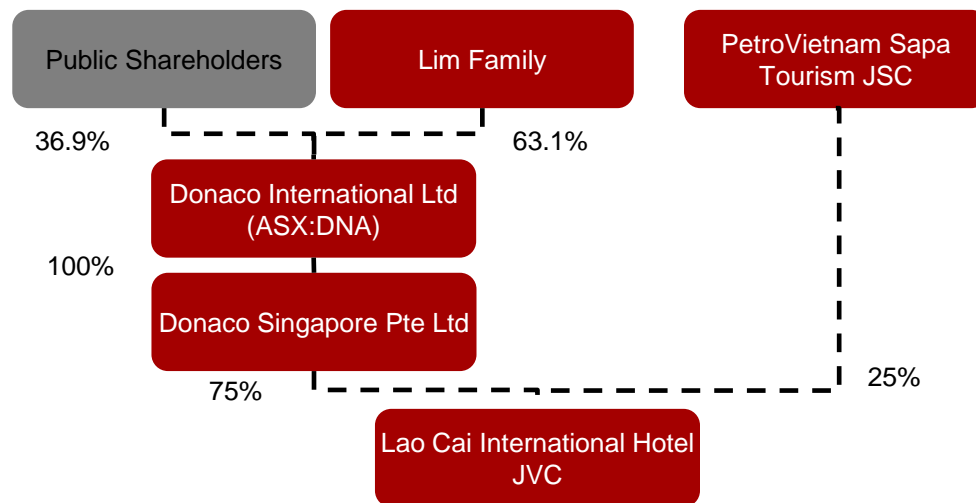 Public Shareholders
Lim Family
PetroVietnam Sapa
Tourism JSC
36.9%
63.1%
Donaco International Ltd
(ASX:DNA)
100%
Donaco Singapore Pte Ltd
75%
25%
Lao Cai International Hotel
JVC